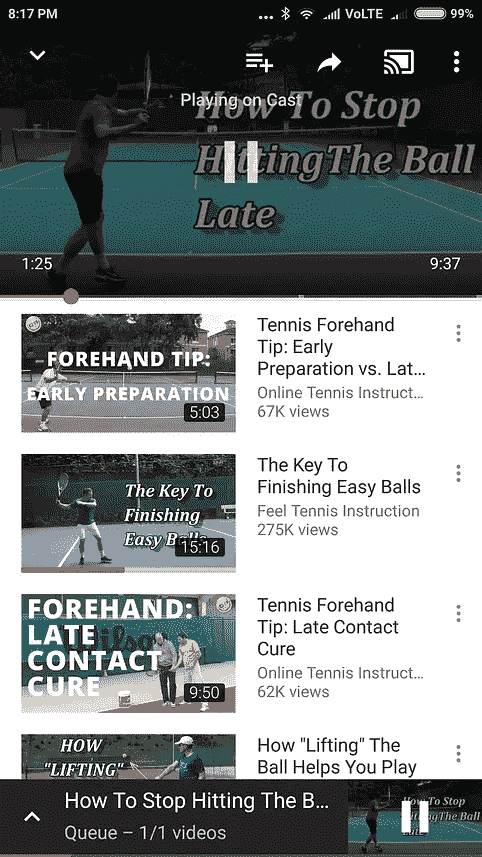 8:17 PM
... VoLTE 99%
Playing on Cast
How To Stop
HittingThe Ball
Late
1:25
9:37
FOREHAND TIP:
EARLY PREPARATION
5:03
Tennis Forehand
Tip: Early
Preparation vs. Lat...
Online Tennis Instruct...
67K views
The Key To
Finishing
Easy Balls
15:16
The Key To
Finishing Easy Balls
Feel Tennis Instruction
275K views
FOREHAND:
LATE
CONTACT
CURE
Wilson
9:50
Tennis Forehand
Tip: Late Contact
Cure
Online Tennis Instruct...
62K views
HOW
"LIFTING"
How "Lifting" The
Ball Helps You Play
How To Stop Hitting The B...
Queue – 1/1 videos
How To Stop
HittingThe Ball
Late